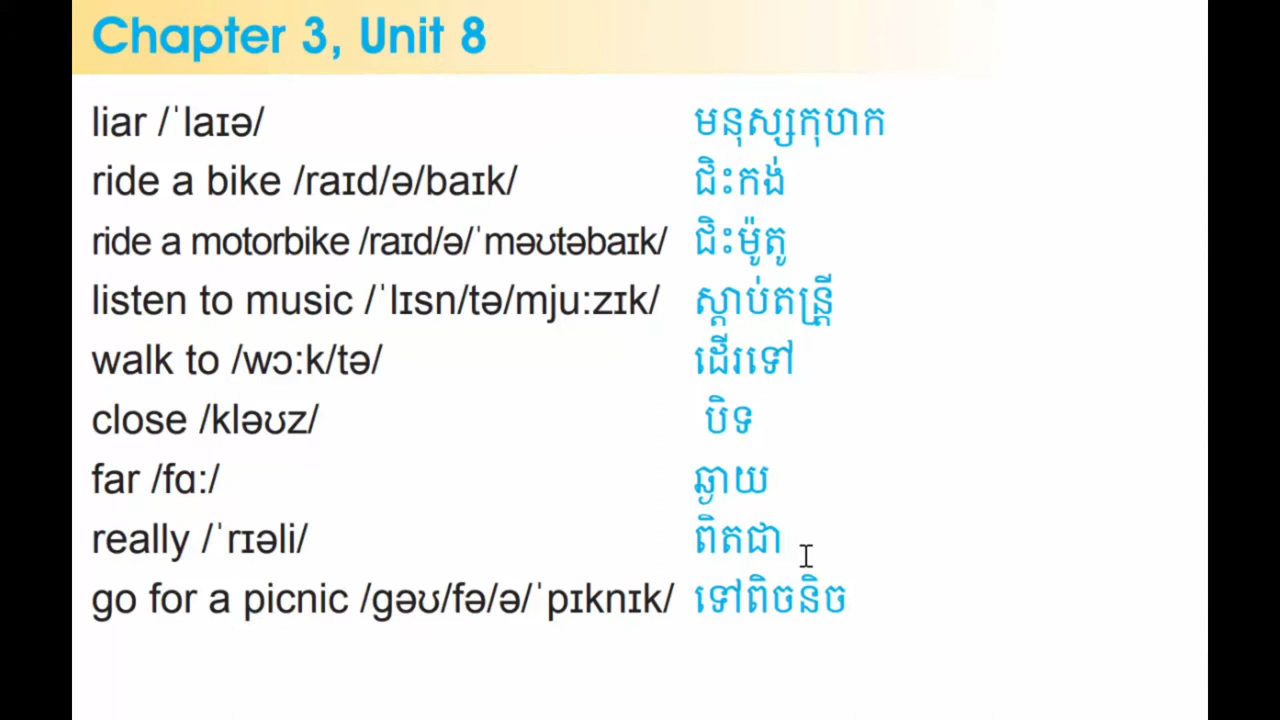 Chapter 3, Unit 8
liar /ˈlaɪə/ មនុស្សកុហក
ride a bike /raɪd/ə/baɪk/ ជិះកង់
ride a motorbike /raɪd/ə/ˈməʊtəbaɪk/ ជិះម៉ូតូ
listen to music /ˈlɪsn/tə/mju:zɪk/ ស្ដាប់តន្ត្រី
walk to /wɔ:k/tə/ ដើរទៅ
close /kləʊz/ បិទ
far /fɑ:/ ឆ្ងាយ
really /ˈrɪəli/ ពិតជា
go for a picnic /gəʊ/fə/ə/ˈpɪknɪk/ ទៅពិចនិច